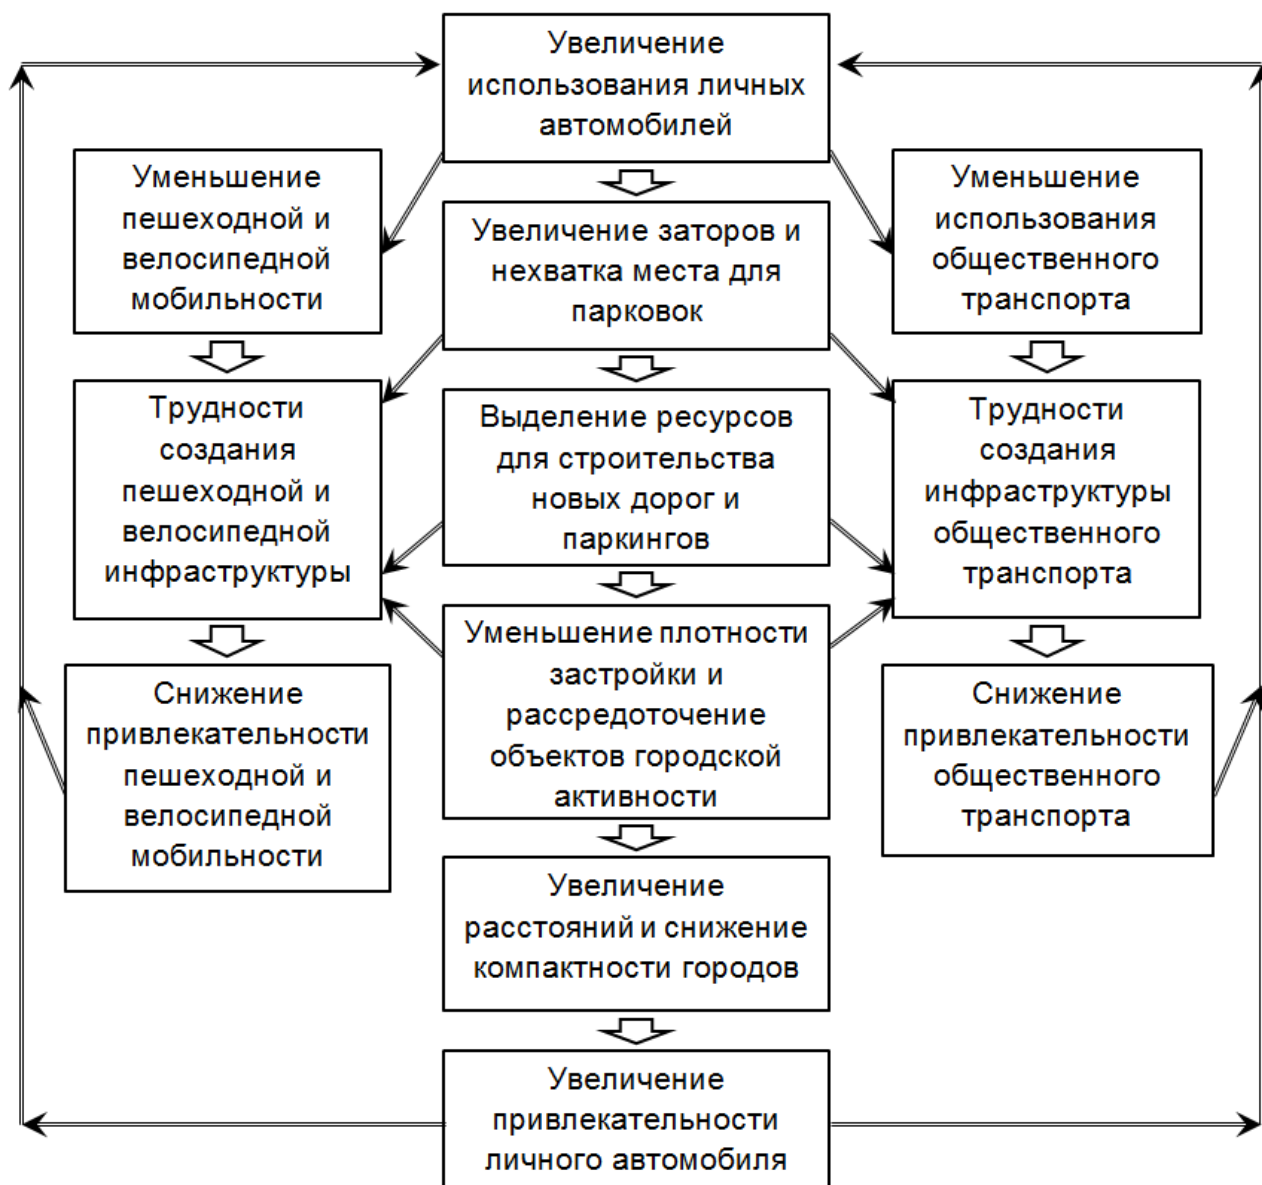 Увеличение
использования личных
автомобилей
Уменьшение
пешеходной и
велосипедной
мобильности
Увеличение заторов и
нехватка места для
парковок
Уменьшение
использования
общественного
транспорта
Трудности
создания
пешеходной и
велосипедной
инфраструктуры
Выделение ресурсов
для строительства
новых дорог и
паркингов
Трудности
создания
инфраструктуры
общественного
транспорта
Уменьшение плотности
застройки и
рассредоточение
объектов городской
активности
Снижение
привлекательности
пешеходной и
велосипедной
мобильности
Снижение
привлекательности
общественного
транспорта
Увеличение
расстояний и снижение
компактности городов
Увеличение
привлекательности
личного автомобиля